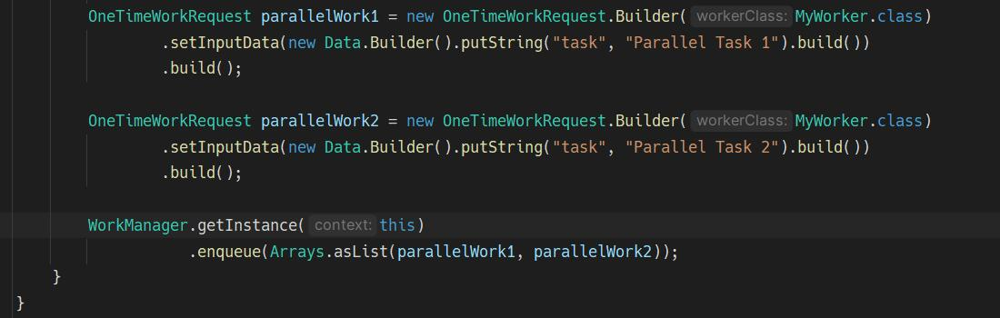 OneTimeWorkRequest parallelWork1 = new OneTimeWorkRequest.Builder( workerClass: MyWorker.class)
.setInputData(new Data.Builder().putString("task", "Parallel Task 1").build())
.build();
OneTimeWorkRequest parallelWork2 = new OneTimeWorkRequest.Builder( workerClass: MyWorker.class)
.setInputData(new Data.Builder().putString("task", "Parallel Task 2").build())
.build();
WorkManager.getInstance( context: this)
.enqueue(Arrays.asList(parallelWork1, parallelWork2));
}
}